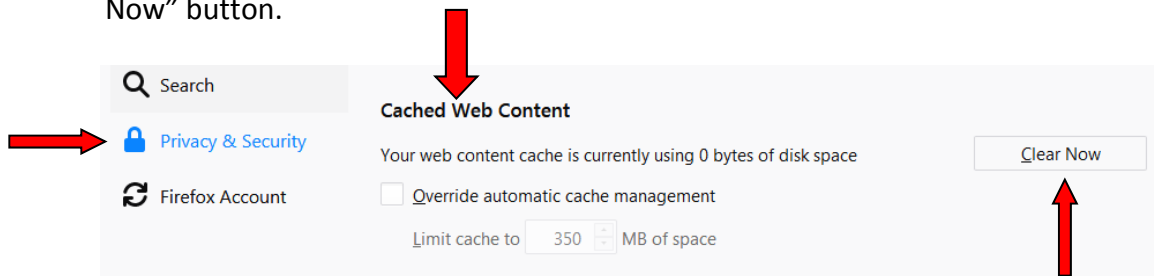 Now” button.
Search
Privacy & Security
Firefox Account
Cached Web Content
Your web content cache is currently using 0 bytes of disk space
Clear Now
Override automatic cache management
Limit cache to 350 MB of space